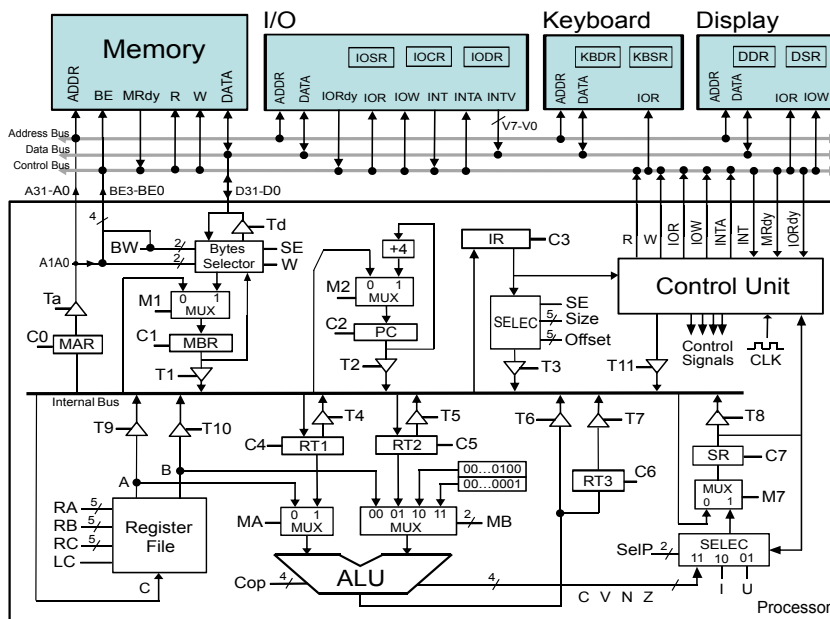 I/O Keyboard Display
Memory
IOSR IOCR IODR KBDR KBSR DDR DSR
ADDR BE MRdy R W DATA
ADDR DATA IORdy IOR IOW INT INTA INTV
ADDR DATA IOR
ADDR DATA IOR IOW
V7-V0
Address Bus
Data Bus
Control Bus
A31-A0 BE3-BE0 D31-D0
4 Td
BW 2 Bytes Selector SE
A1A0 2 W
+4
IR C3
R W IOR IOW INTA INT MRdy IORdy
Control Unit
Ta M1 0 1 MUX
M2 0 1 MUX
SELEC SE
5 Size
5 Offset
C0 MAR C1 MBR C2 PC
T1 T2 T3 T11
Control Signals
CLK
Internal Bus
T9 T10 T4 T5 T6 T7 T8
C4 RT1 RT2 C5
A B
00...0100
00...0001
RT3 C6
SR C7
MUX 0 1 M7
RA 5
RB 5
RC 5
LC
Register File
C
MA 0 1 MUX
00 01 10 11 MUX 2 MB
SelP 2 SELEC
11 10 01
I U
Cop 4 ALU 4 C V N Z
Processor